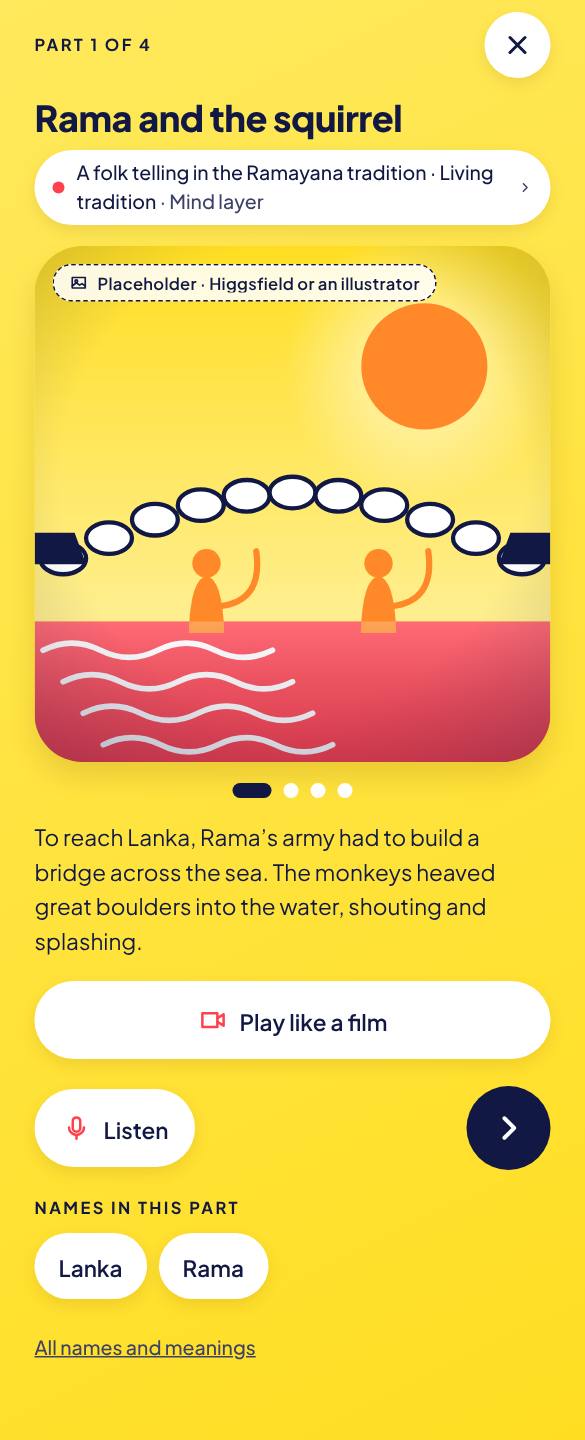 PART 1 OF 4
Rama and the squirrel
A folk telling in the Ramayana tradition · Living
tradition · Mind layer
Placeholder · Higgsfield or an illustrator
To reach Lanka, Rama’s army had to build a
bridge across the sea. The monkeys heaved
great boulders into the water, shouting and
splashing.
Play like a film
Listen
NAMES IN THIS PART
Lanka
Rama
All names and meanings